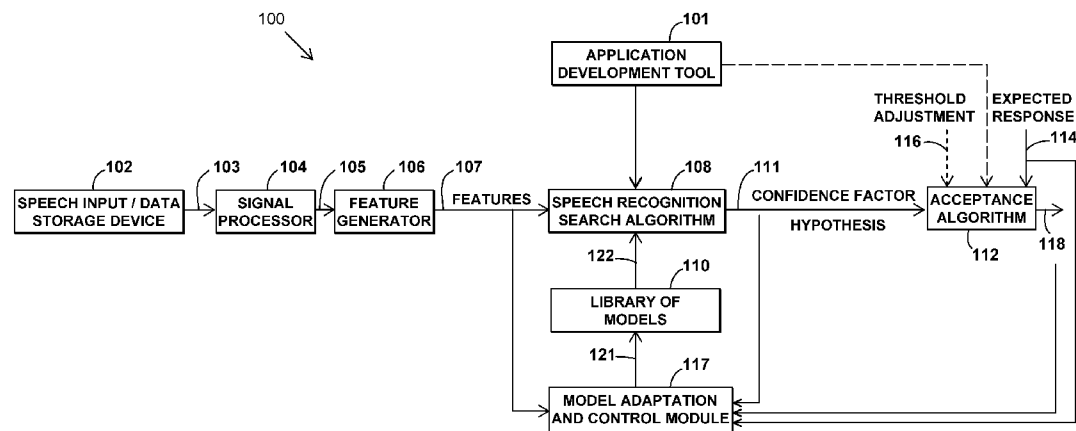 100
101
APPLICATION
DEVELOPMENT TOOL
THRESHOLD
ADJUSTMENT
EXPECTED
RESPONSE
116
114
102
103
104
105
106
107
108
111
SPEECH INPUT / DATA
STORAGE DEVICE
SIGNAL
PROCESSOR
FEATURE
GENERATOR
FEATURES
SPEECH RECOGNITION
SEARCH ALGORITHM
CONFIDENCE FACTOR
HYPOTHESIS
ACCEPTANCE
ALGORITHM
112
118
122
110
LIBRARY OF
MODELS
121
117
MODEL ADAPTATION
AND CONTROL MODULE